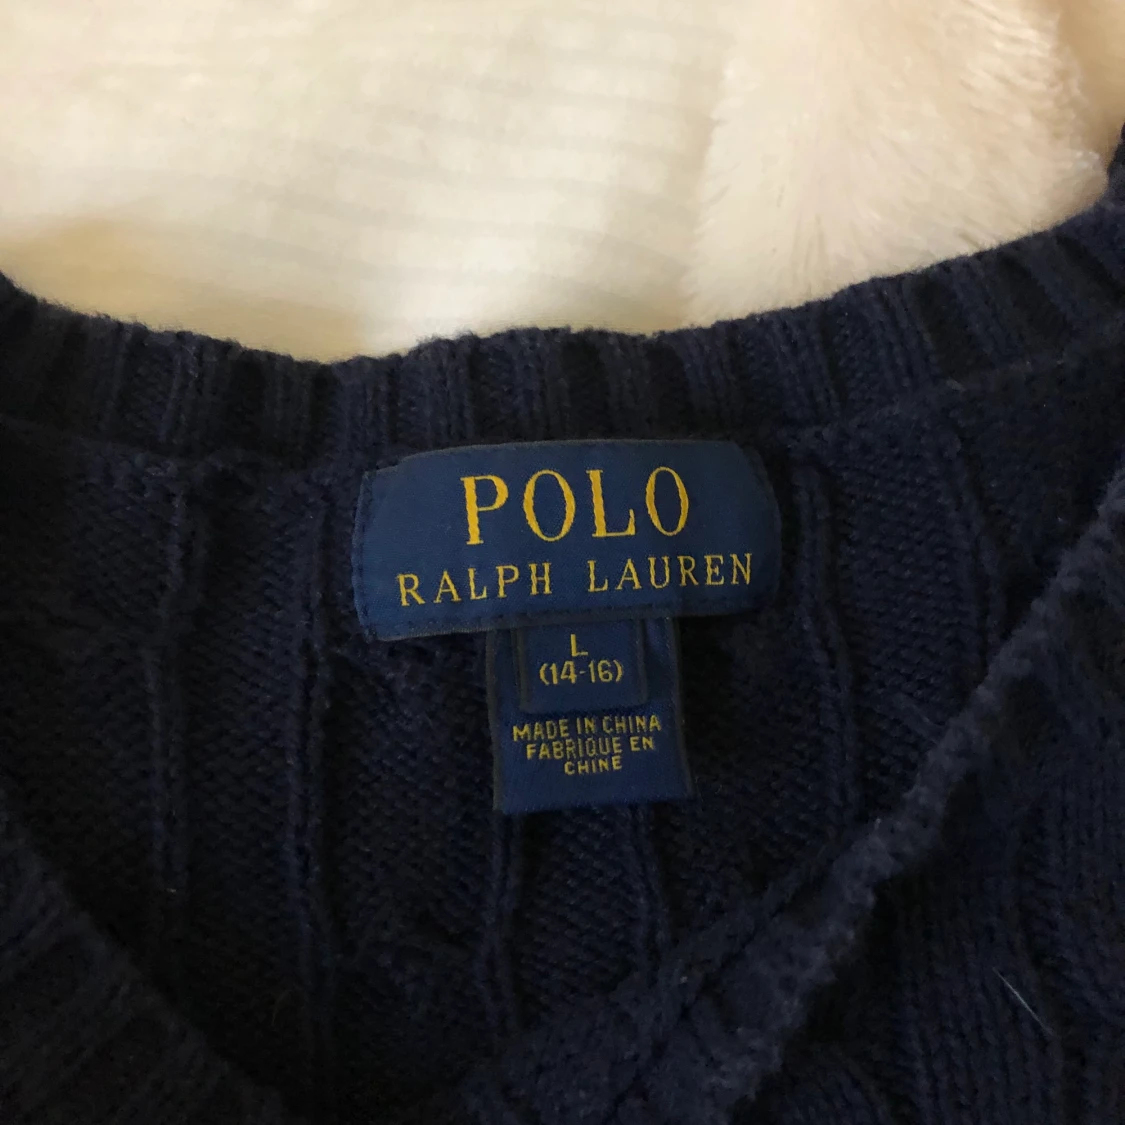 POLO
RALPH LAUREN
L
(14-16)
MADE IN CHINA
FABRIQUE EN
CHINE